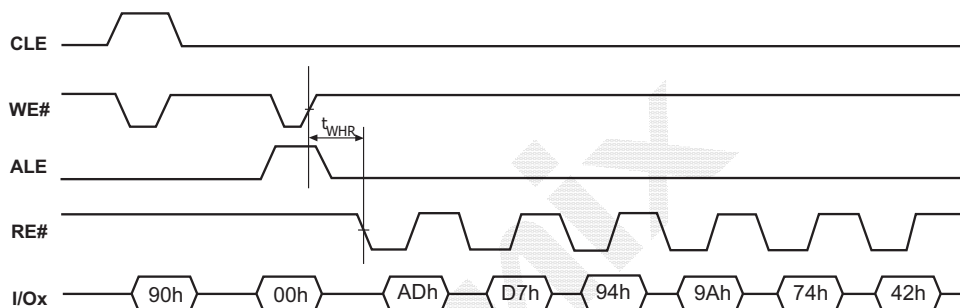 CLE
WE#
tWHR
ALE
RE#
I/Ox 90h 00h ADh D7h 94h 9Ah 74h 42h